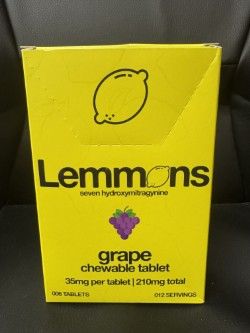 Lemmons
seven hydroxymitragynine
grape
chewable tablet
35mg per tablet | 210mg total
006 TABLETS 012 SERVINGS